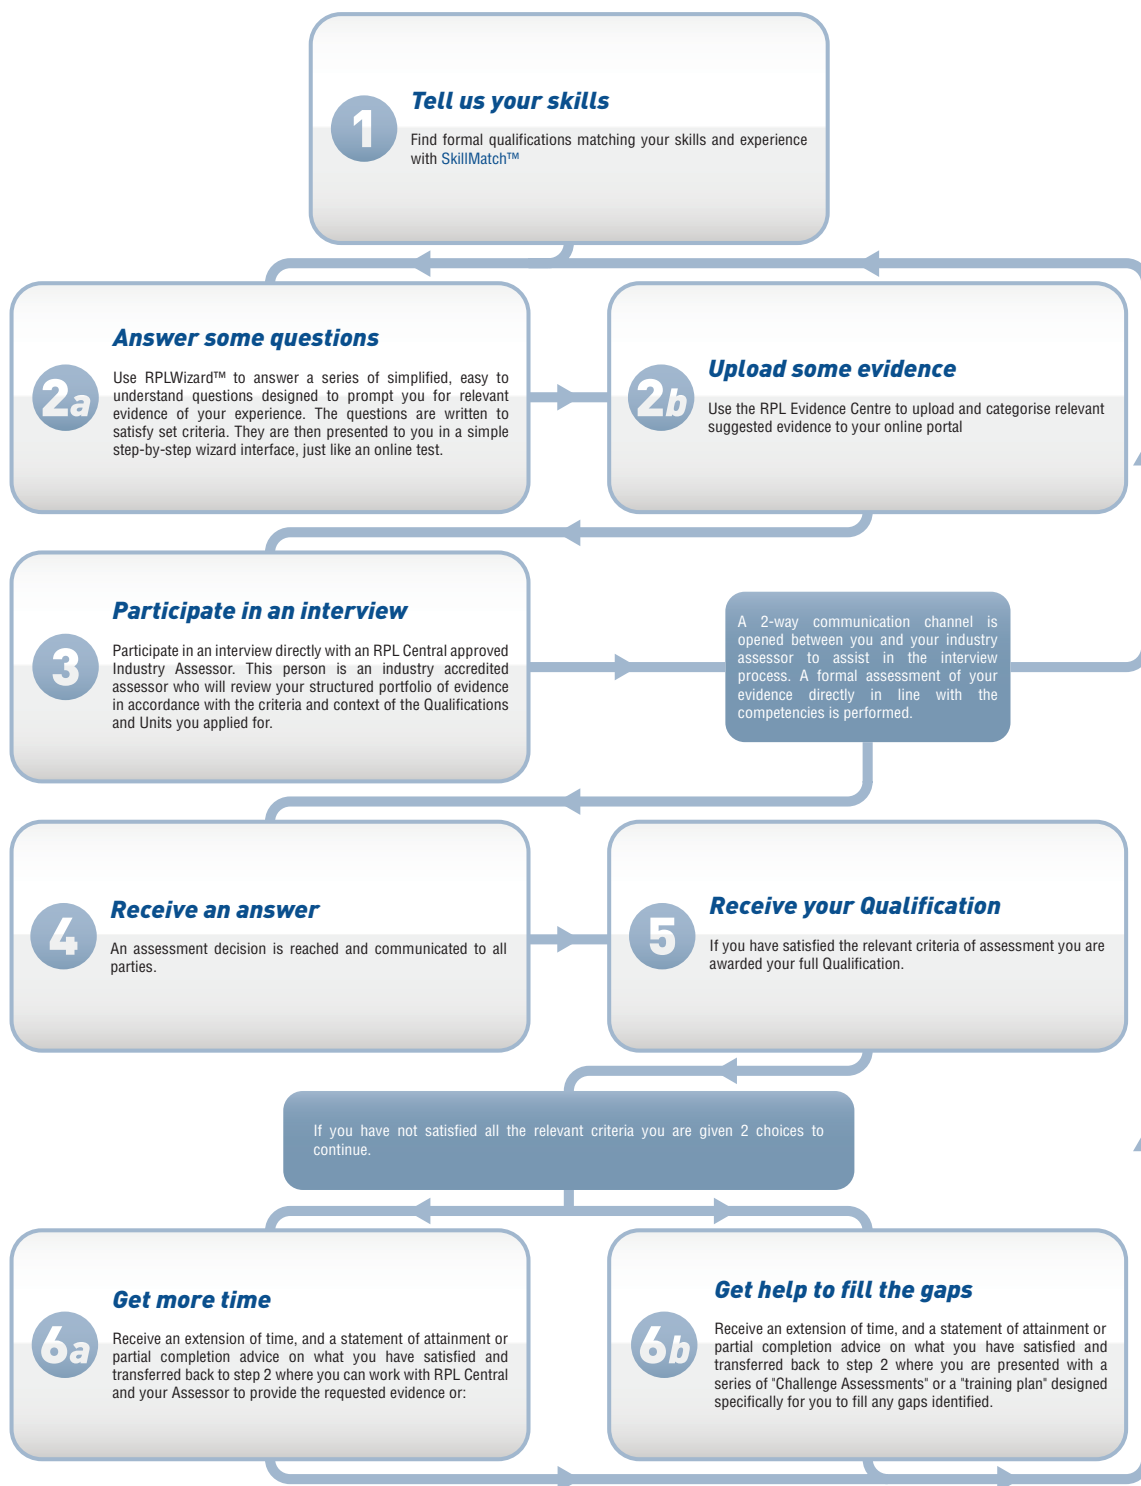 1
Tell us your skills
Find formal qualifications matching your skills and experience
with SkillMatch™
2a
Answer some questions
Use RPLWizard™ to answer a series of simplified, easy to
understand questions designed to prompt you for relevant
evidence of your experience. The questions are written to
satisfy set criteria. They are then presented to you in a simple
step-by-step wizard interface, just like an online test.
2b
Upload some evidence
Use the RPL Evidence Centre to upload and categorise relevant
suggested evidence to your online portal
3
Participate in an interview
Participate in an interview directly with an RPL Central approved
Industry Assessor. This person is an industry accredited
assessor who will review your structured portfolio of evidence
in accordance with the criteria and context of the Qualifications
and Units you applied for.
A 2-way communication channel is
opened between you and your industry
assessor to assist in the interview
process. A formal assessment of your
evidence directly in line with the
competencies is performed.
4
Receive an answer
An assessment decision is reached and communicated to all
parties.
5
Receive your Qualification
If you have satisfied the relevant criteria of assessment you are
awarded your full Qualification.
If you have not satisfied all the relevant criteria you are given 2 choices to
continue.
6a
Get more time
Receive an extension of time, and a statement of attainment or
partial completion advice on what you have satisfied and
transferred back to step 2 where you can work with RPL Central
and your Assessor to provide the requested evidence or:
6b
Get help to fill the gaps
Receive an extension of time, and a statement of attainment or
partial completion advice on what you have satisfied and
transferred back to step 2 where you are presented with a
series of "Challenge Assessments" or a "training plan" designed
specifically for you to fill any gaps identified.